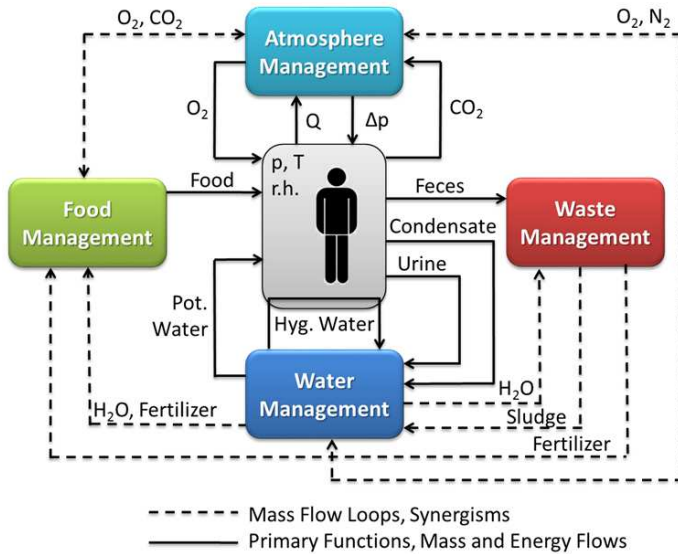 O₂, CO₂
O₂, N₂
Atmosphere
Management
O₂
Q
Δp
CO₂
p, T
r.h.
Food
Feces
Food
Management
Waste
Management
Condensate
Urine
Pot.
Water
Hyg. Water
Water
Management
H₂O
H₂O, Fertilizer
Sludge
Fertilizer
Mass Flow Loops, Synergisms
Primary Functions, Mass and Energy Flows